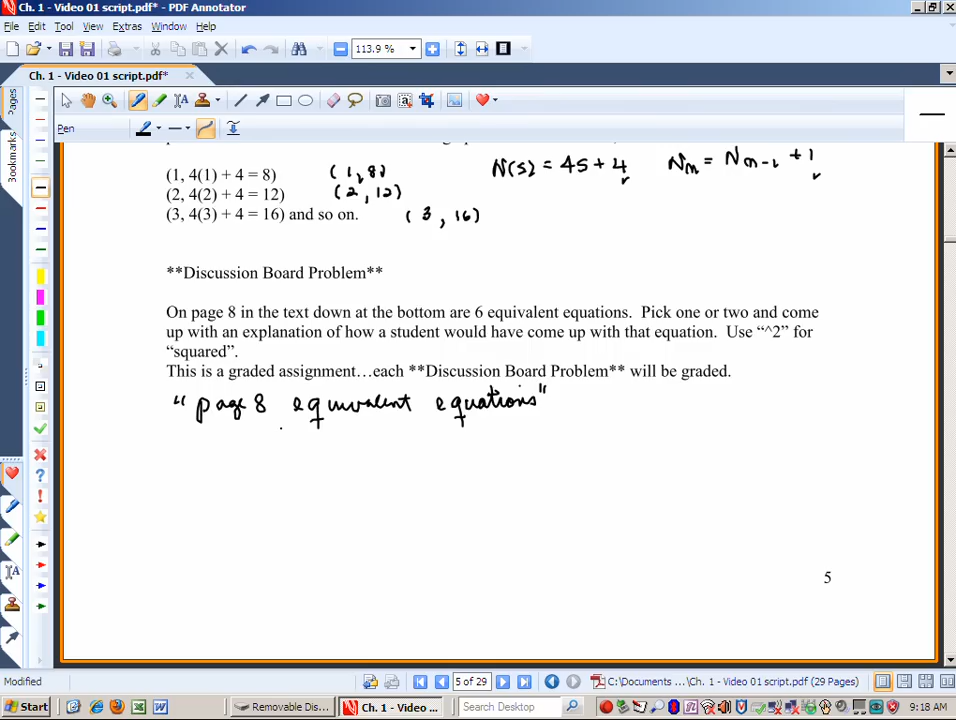 Ch. 1 - Video 01 script.pdf* - PDF Annotator
File Edit Tool View Extras Window Help
113.9 %
Ch. 1 - Video 01 script.pdf*
Pages
Bookmarks
Pen
(1, 4(1) + 4 = 8) (1, 8) N(s) = 4s + 4
(2, 4(2) + 4 = 12) (2, 12)
(3, 4(3) + 4 = 16) and so on. (3, 16)
**Discussion Board Problem**
On page 8 in the text down at the bottom are 6 equivalent equations. Pick one or two and come
up with an explanation of how a student would have come up with that equation. Use “^2” for
“squared”.
This is a graded assignment…each **Discussion Board Problem** will be graded.
“page 8 equivalent equations”
5
Modified 5 of 29 C:\Documents ...\Ch. 1 - Video 01 script.pdf (29 Pages)
Start Removable Dis... Ch. 1 - Video ... Search Desktop 9:18 AM